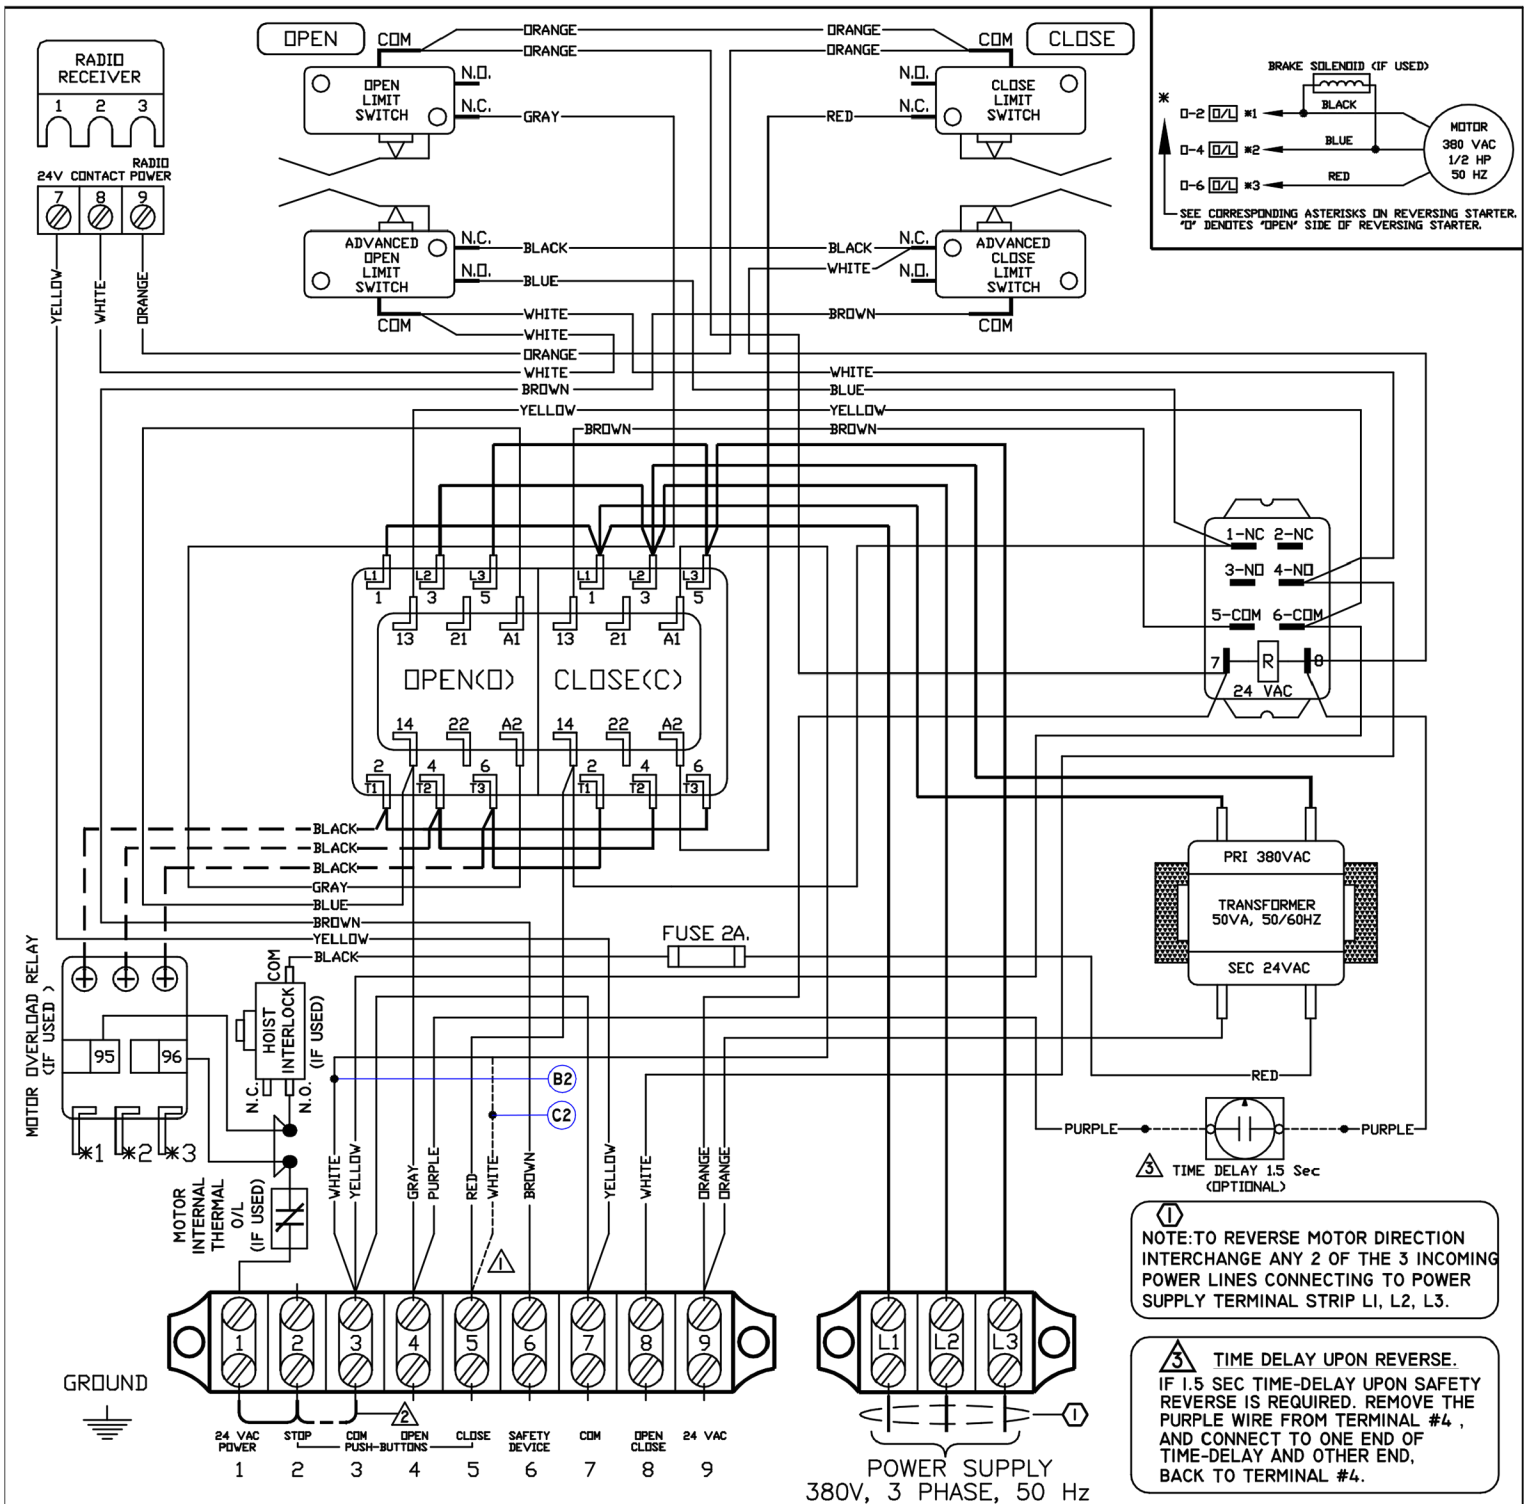 OPEN
COM
ORANGE
ORANGE
COM
CLOSE
ORANGE
ORANGE
RADIO
RECEIVER
1 2 3
24V CONTACT
RADIO
POWER
7 8 9
YELLOW
WHITE
ORANGE
OPEN
LIMIT
SWITCH
N.O.
N.C.
GRAY
RED
N.O.
N.C.
CLOSE
LIMIT
SWITCH
ADVANCED
OPEN
LIMIT
SWITCH
N.C.
N.O.
COM
BLACK
BLUE
WHITE
WHITE
ORANGE
WHITE
BROWN
YELLOW
BROWN
BLACK
WHITE
BROWN
N.C.
N.O.
ADVANCED
CLOSE
LIMIT
SWITCH
COM
WHITE
BLUE
YELLOW
BROWN
BRAKE SOLENOID (IF USED)
*
O-2 O/L *1
BLACK
O-4 O/L *2
BLUE
O-6 O/L *3
RED
MOTOR
380 VAC
1/2 HP
50 HZ
SEE CORRESPONDING ASTERISKS ON REVERSING STARTER.
"O" DENOTES "OPEN" SIDE OF REVERSING STARTER.
L1 L2 L3 L1 L2 L3
1 3 5 1 3 5
13 21 A1 13 21 A1
OPEN(O) CLOSE(C)
14 22 A2 14 22 A2
2 4 6 2 4 6
T1 T2 T3 T1 T2 T3
1-NC 2-NC
3-NO 4-NO
5-COM 6-COM
7 R 8
24 VAC
BLACK
BLACK
BLACK
GRAY
BLUE
BROWN
YELLOW
BLACK
FUSE 2A.
PRI 380VAC
TRANSFORMER
50VA, 50/60HZ
SEC 24VAC
RED
MOTOR OVERLOAD RELAY
(IF USED )
95 96
*1 *2 *3
COM
HOIST
INTERLOCK
(IF USED)
N.C.
N.O.
MOTOR
INTERNAL
THERMAL
O/L
(IF USED)
B2
C2
WHITE
YELLOW
GRAY
PURPLE
RED
WHITE
BROWN
YELLOW
WHITE
ORANGE
ORANGE
PURPLE
PURPLE
3 TIME DELAY 1.5 Sec
(OPTIONAL)
1
1
NOTE:TO REVERSE MOTOR DIRECTION
INTERCHANGE ANY 2 OF THE 3 INCOMING
POWER LINES CONNECTING TO POWER
SUPPLY TERMINAL STRIP L1, L2, L3.
1 2 3 4 5 6 7 8 9
L1 L2 L3
3 TIME DELAY UPON REVERSE.
IF 1.5 SEC TIME-DELAY UPON SAFETY
REVERSE IS REQUIRED. REMOVE THE
PURPLE WIRE FROM TERMINAL #4 ,
AND CONNECT TO ONE END OF
TIME-DELAY AND OTHER END,
BACK TO TERMINAL #4.
GROUND
2
1
24 VAC
POWER
STOP
COM
OPEN
CLOSE
PUSH-BUTTONS
SAFETY
DEVICE
COM
OPEN
CLOSE
24 VAC
1 2 3 4 5 6 7 8 9
POWER SUPPLY
380V, 3 PHASE, 50 Hz